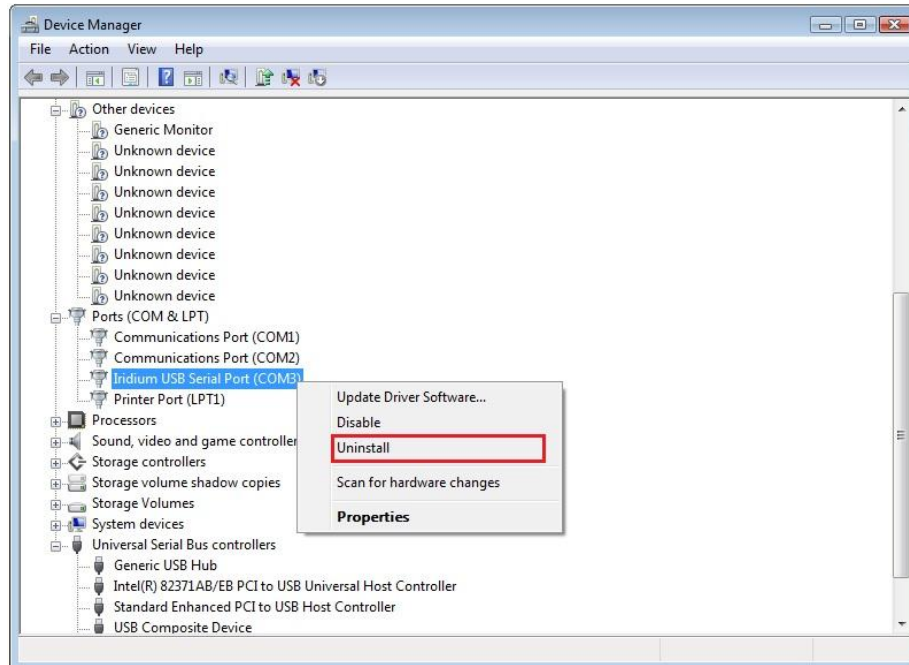 Device Manager
File Action View Help
Other devices
Generic Monitor
Unknown device
Unknown device
Unknown device
Unknown device
Unknown device
Unknown device
Unknown device
Unknown device
Ports (COM & LPT)
Communications Port (COM1)
Communications Port (COM2)
Iridium USB Serial Port (COM3)
Printer Port (LPT1)
Processors
Sound, video and game controller
Storage controllers
Storage volume shadow copies
Storage Volumes
System devices
Universal Serial Bus controllers
Generic USB Hub
Intel(R) 82371AB/EB PCI to USB Universal Host Controller
Standard Enhanced PCI to USB Host Controller
USB Composite Device
Update Driver Software...
Disable
Uninstall
Scan for hardware changes
Properties